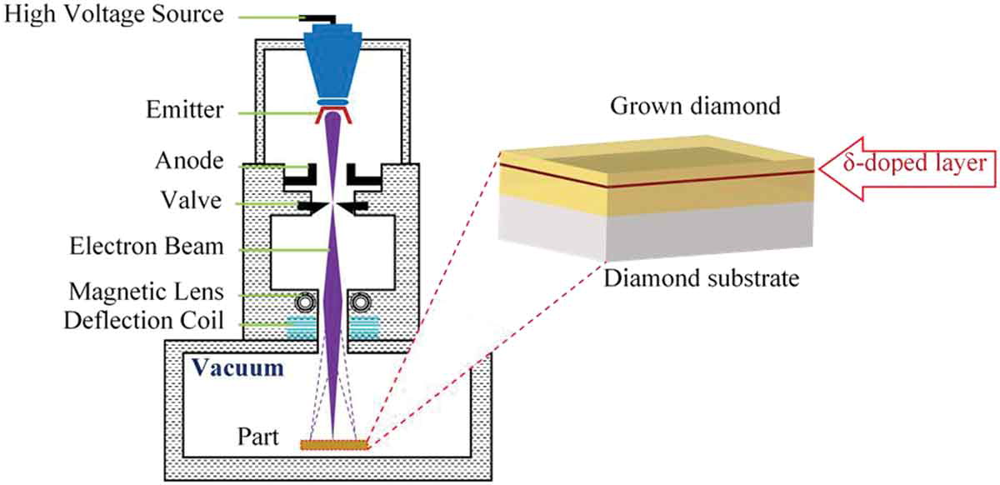 High Voltage Source
Emitter
Anode
Valve
Electron Beam
Magnetic Lens
Deflection Coil
Vacuum
Part
Grown diamond
δ-doped layer
Diamond substrate